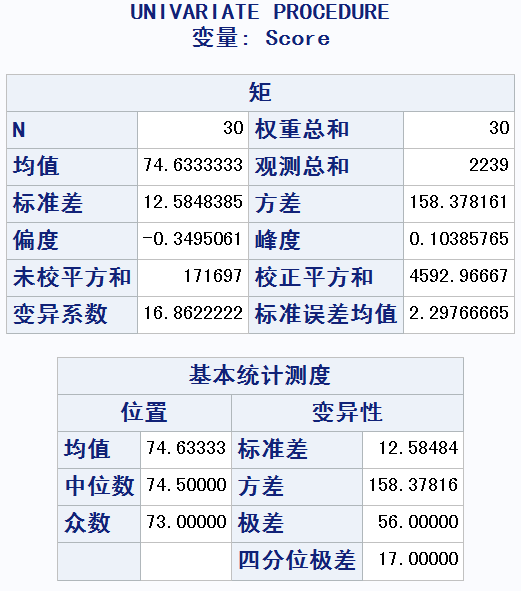 UNIVARIATE PROCEDURE
变量: Score
矩
N 30 权重总和 30
均值 74.6333333 观测总和 2239
标准差 12.5848385 方差 158.378161
偏度 -0.3495061 峰度 0.10385765
未校平方和 171697 校正平方和 4592.96667
变异系数 16.8622222 标准误差均值 2.29766665
基本统计测度
位置 变异性
均值 74.63333 标准差 12.58484
中位数 74.50000 方差 158.37816
众数 73.00000 极差 56.00000
四分位极差 17.00000